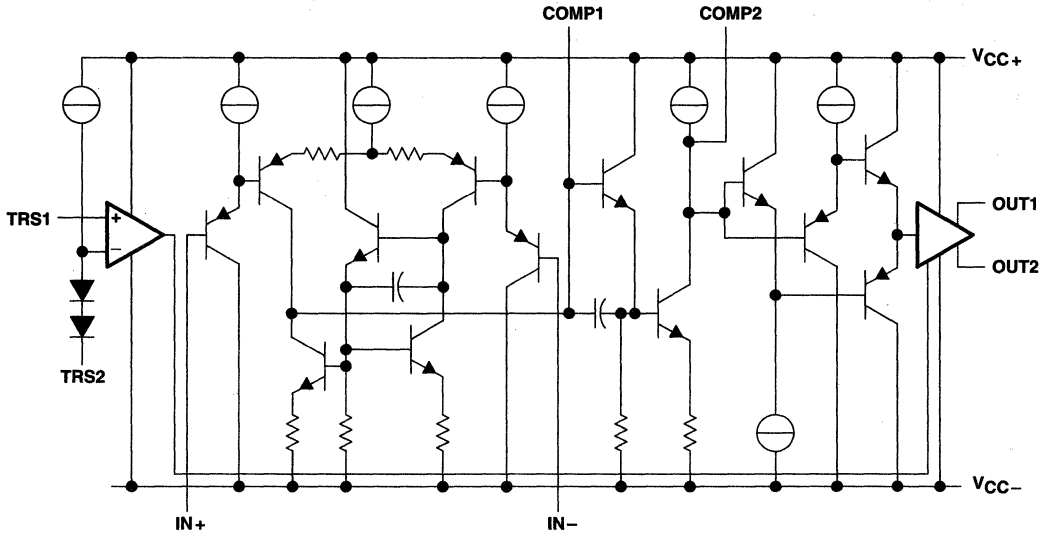 COMP1
COMP2
VCC+
TRS1
+
−
OUT1
OUT2
TRS2
VCC−
IN+
IN−